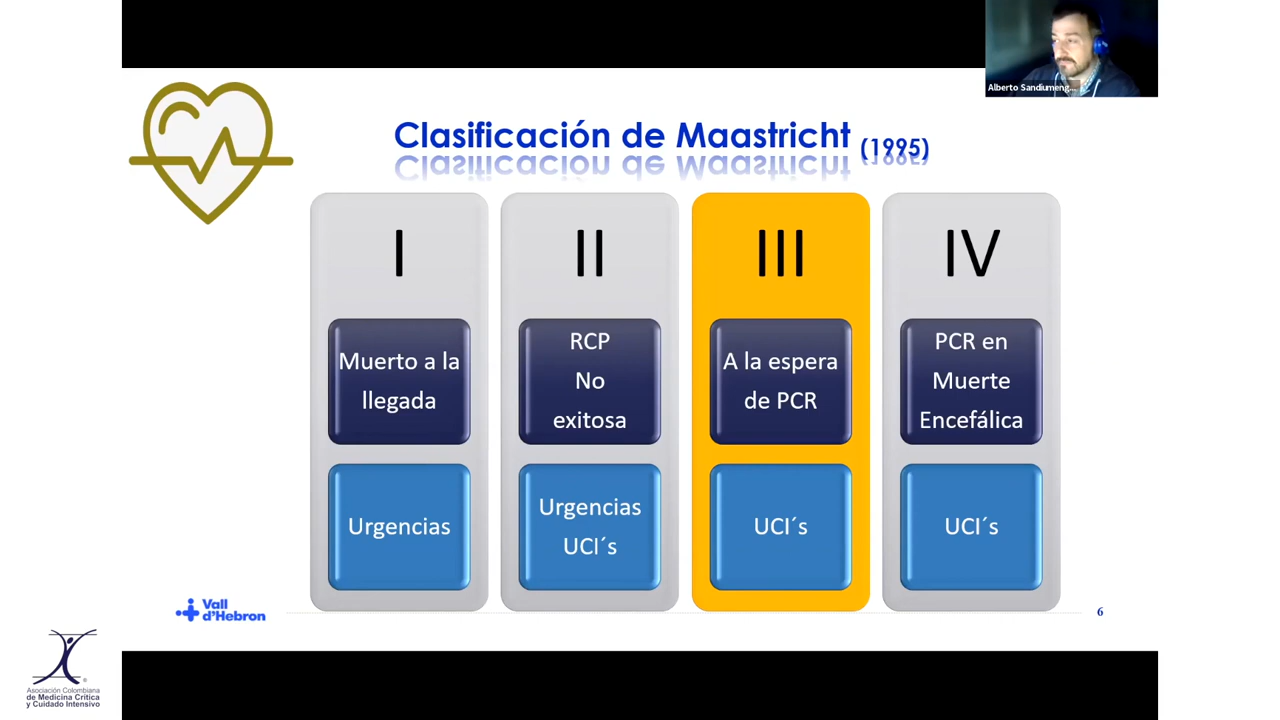 Alberto Sandiumeng...
Clasificación de Maastricht (1995)
I
II
III
IV
Muerto a la
llegada
RCP
No
exitosa
A la espera
de PCR
PCR en
Muerte
Encefálica
Urgencias
Urgencias
UCI´s
UCI´s
UCI´s
Vall
d'Hebron
6
Asociación Colombiana
de Medicina Crítica
y Cuidado Intensivo